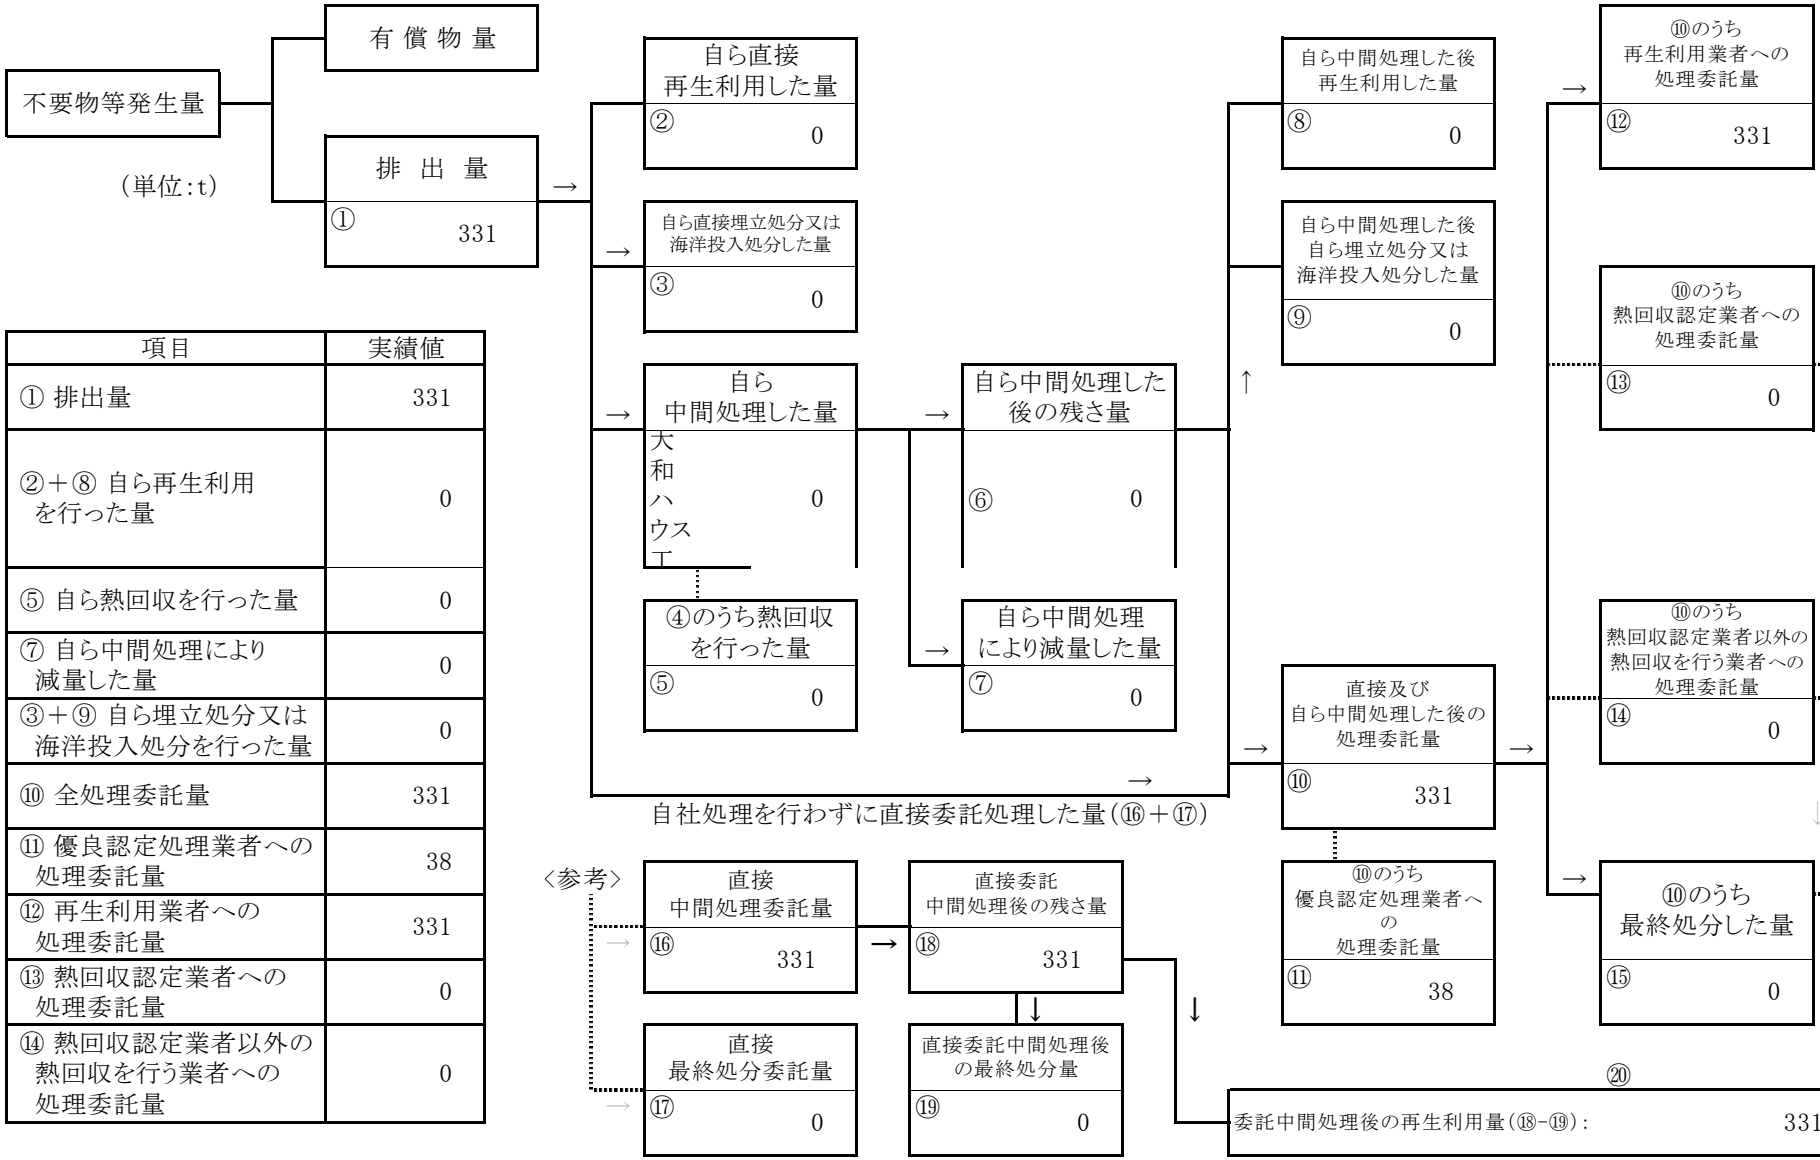 有 償 物 量
不要物等発生量
(単位:t)
排 出 量
→
①
331
自ら直接
再生利用した量
②
0
→
自ら直接埋立処分又は
海洋投入処分した量
③
0
→
自ら
中間処理した量
大
和
ハ
ウス
工
0
④のうち熱回収
を行った量
⑤
0
→
自ら中間処理した
後の残さ量
⑥
0
→
自ら中間処理
により減量した量
⑦
0
自ら中間処理した後
再生利用した量
⑧
0
自ら中間処理した後
自ら埋立処分又は
海洋投入処分した量
⑨
0
↑
→
自社処理を行わずに直接委託処理した量(⑯+⑰)
→
直接及び
自ら中間処理した後の
処理委託量
⑩
331
→
⑩のうち
優良認定処理業者へ
の
処理委託量
⑪
38
→
⑩のうち
再生利用業者への
処理委託量
⑫
331
⑩のうち
熱回収認定業者への
処理委託量
⑬
0
⑩のうち
熱回収認定業者以外の
熱回収を行う業者への
処理委託量
⑭
0
↓
→
⑩のうち
最終処分した量
⑮
0
項目 実績値
① 排出量 331
②+⑧ 自ら再生利用
を行った量 0
⑤ 自ら熱回収を行った量 0
⑦ 自ら中間処理により
減量した量 0
③+⑨ 自ら埋立処分又は
海洋投入処分を行った量 0
⑩ 全処理委託量 331
⑪ 優良認定処理業者への
処理委託量 38
⑫ 再生利用業者への
処理委託量 331
⑬ 熱回収認定業者への
処理委託量 0
⑭ 熱回収認定業者以外の
熱回収を行う業者への
処理委託量 0
<参考>
→
直接
中間処理委託量
⑯
331
→
直接委託
中間処理後の残さ量
⑱
331
↓
↓
→
直接
最終処分委託量
⑰
0
直接委託中間処理後
の最終処分量
⑲
0
⑳
委託中間処理後の再生利用量(⑱-⑲): 331